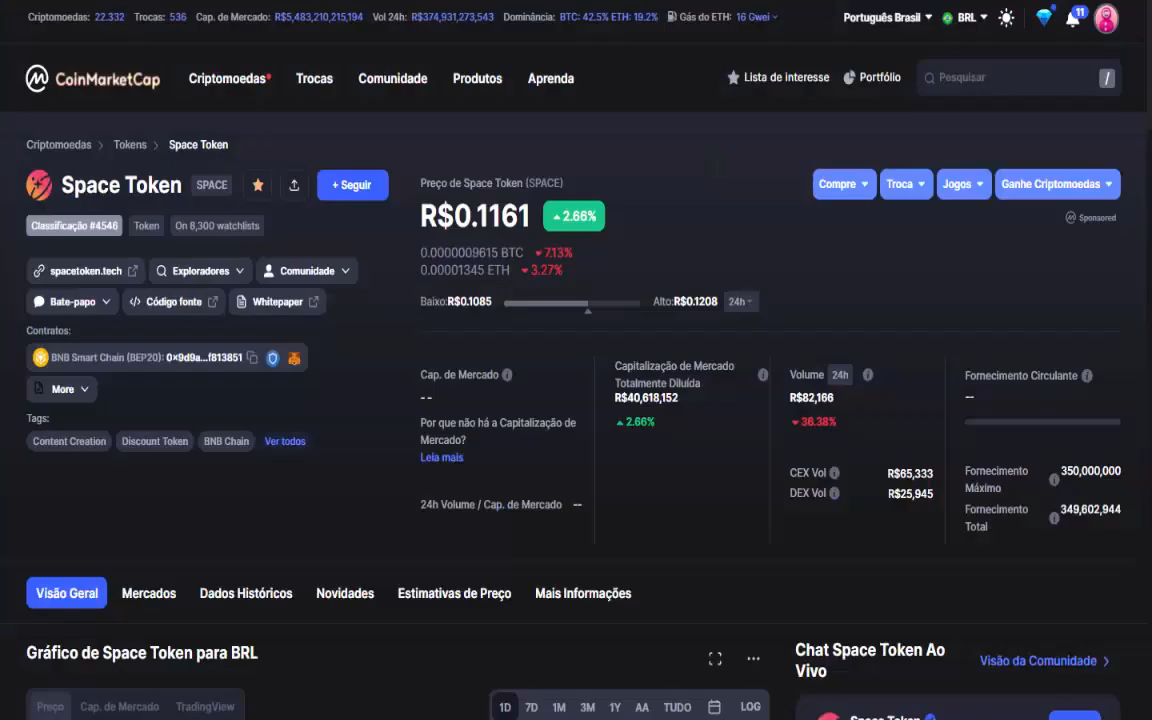 Criptomoedas: 22.332 Trocas: 536 Cap. de Mercado: R$5,483,210,215,194 Vol 24h: R$374,931,273,543 Dominância: BTC: 42.5% ETH: 19.2% Gás do ETH: 16 Gwei
Português Brasil BRL 11
CoinMarketCap Criptomoedas Trocas Comunidade Produtos Aprenda
Lista de interesse Portfólio Pesquisar /
Criptomoedas > Tokens > Space Token
Space Token SPACE + Seguir
Classificação #4546 Token On 8,300 watchlists
spacetoken.tech Exploradores Comunidade
Bate-papo Código fonte Whitepaper
Contratos:
BNB Smart Chain (BEP20): 0x9d9a...f813851
More
Tags:
Content Creation Discount Token BNB Chain Ver todos
Preço de Space Token (SPACE)
R$0.1161 2.66%
0.0000009615 BTC 7.13%
0.00001345 ETH 3.27%
Baixo:R$0.1085 Alto:R$0.1208 24h
Compre Troca Jogos Ganhe Criptomoedas
Sponsored
Cap. de Mercado
--
Por que não há a Capitalização de
Mercado?
Leia mais
24h Volume / Cap. de Mercado --
Capitalização de Mercado
Totalmente Diluída
R$40,618,152
2.66%
Volume 24h
R$82,166
36.38%
CEX Vol R$65,333
DEX Vol R$25,945
Fornecimento Circulante
--
Fornecimento
Máximo
350,000,000
Fornecimento
Total
349,602,944
Visão Geral Mercados Dados Históricos Novidades Estimativas de Preço Mais Informações
Gráfico de Space Token para BRL
Preço Cap. de Mercado TradingView
1D 7D 1M 3M 1Y AA TUDO LOG
Chat Space Token Ao
Vivo
Visão da Comunidade >
Space Token